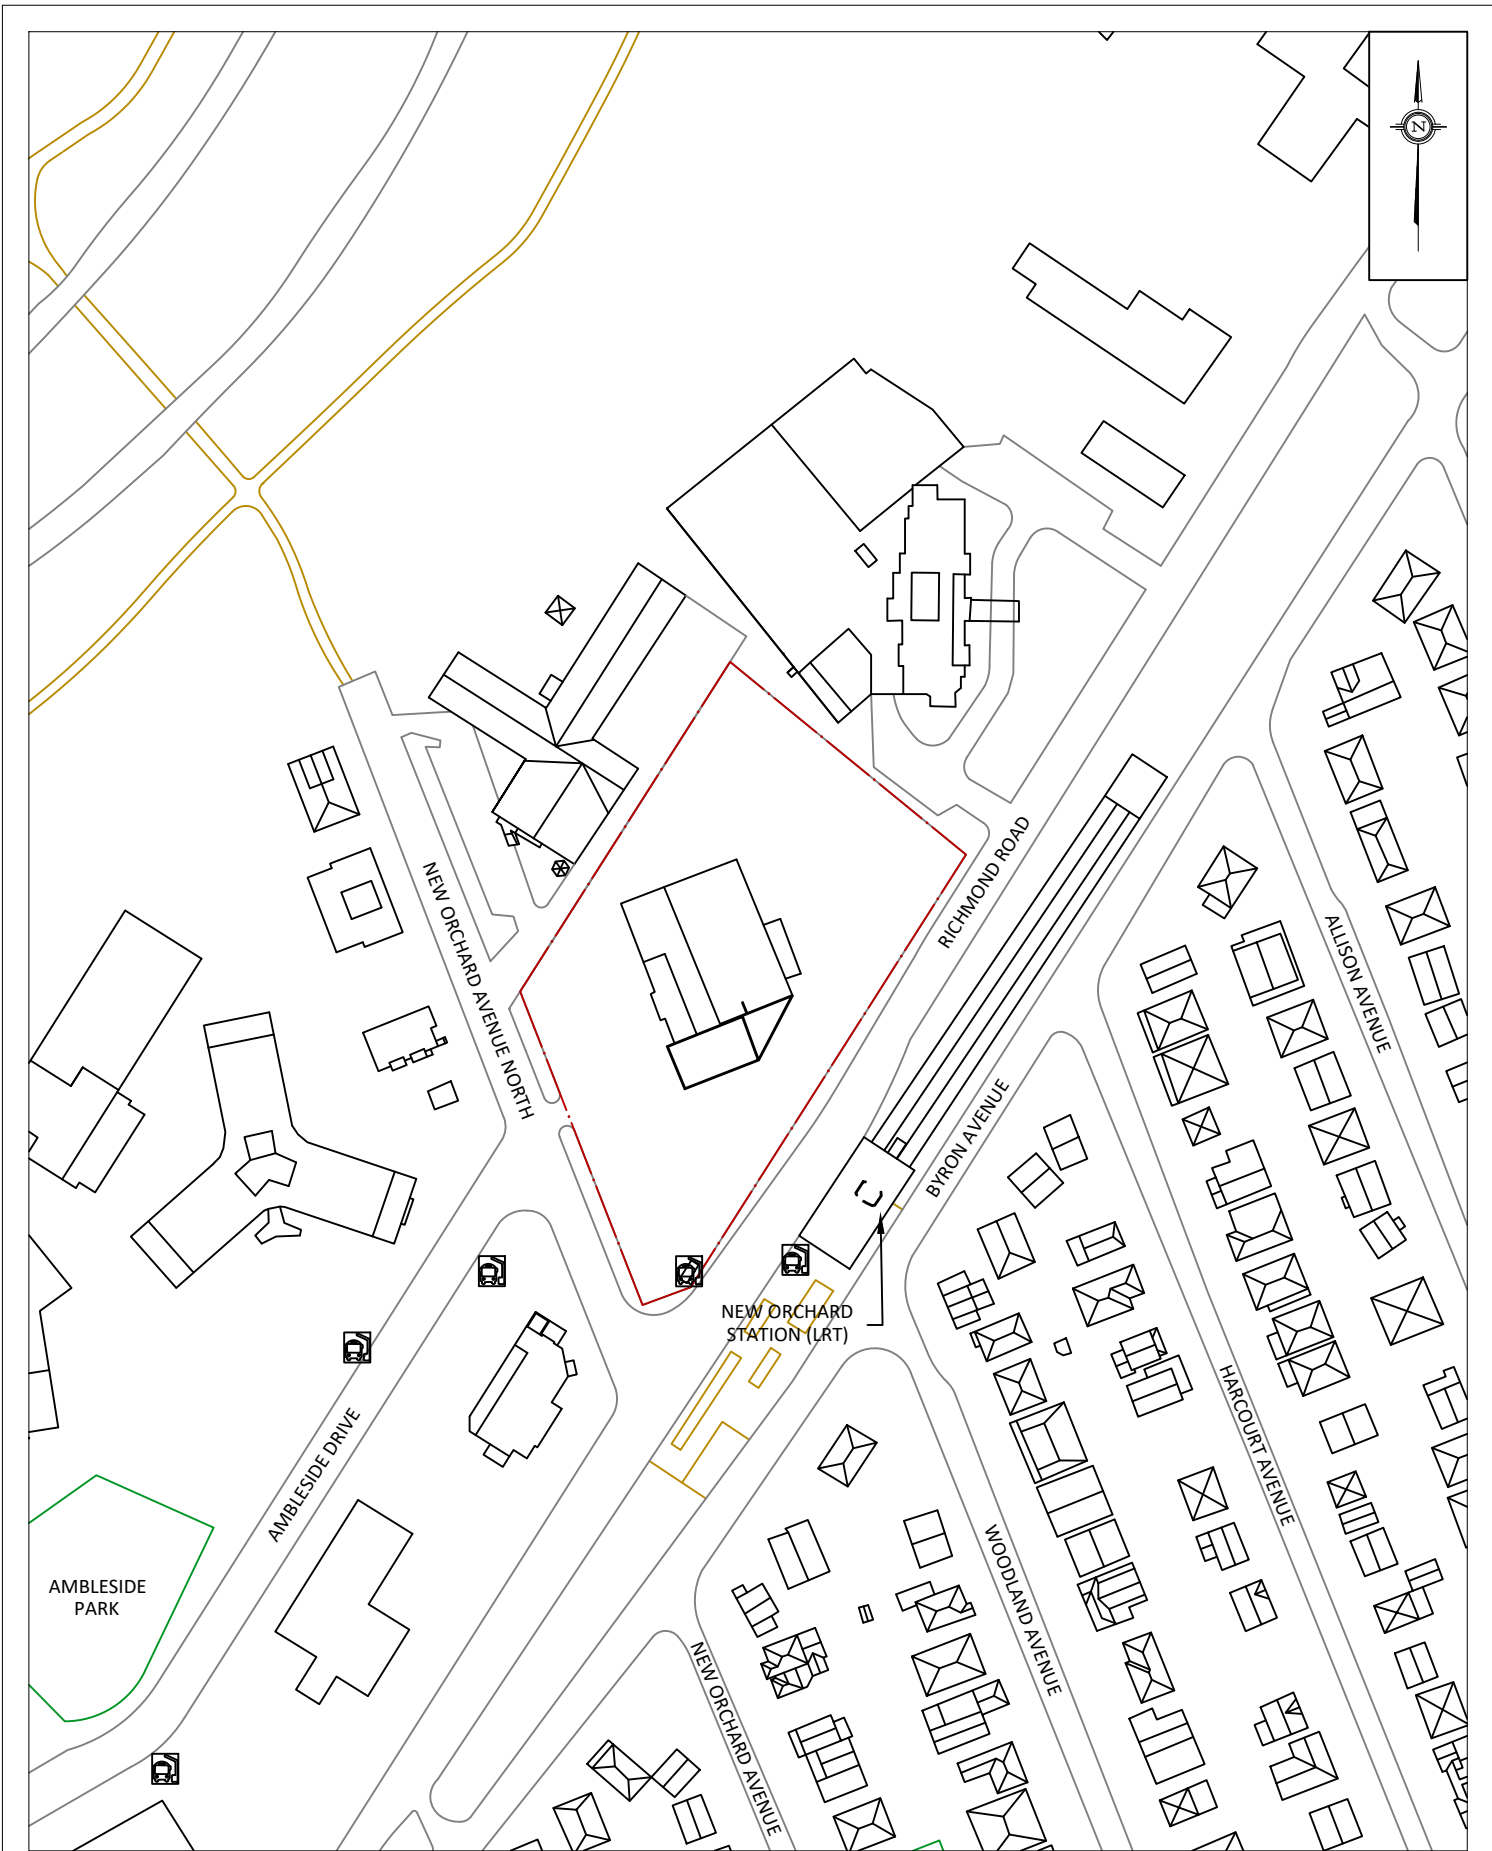 N
RICHMOND ROAD
NEW ORCHARD AVENUE NORTH
ALLISON AVENUE
BYRON AVENUE
NEW ORCHARD
STATION (LRT)
HARCOURT AVENUE
AMBLESIDE DRIVE
WOODLAND AVENUE
AMBLESIDE
PARK
NEW ORCHARD AVENUE